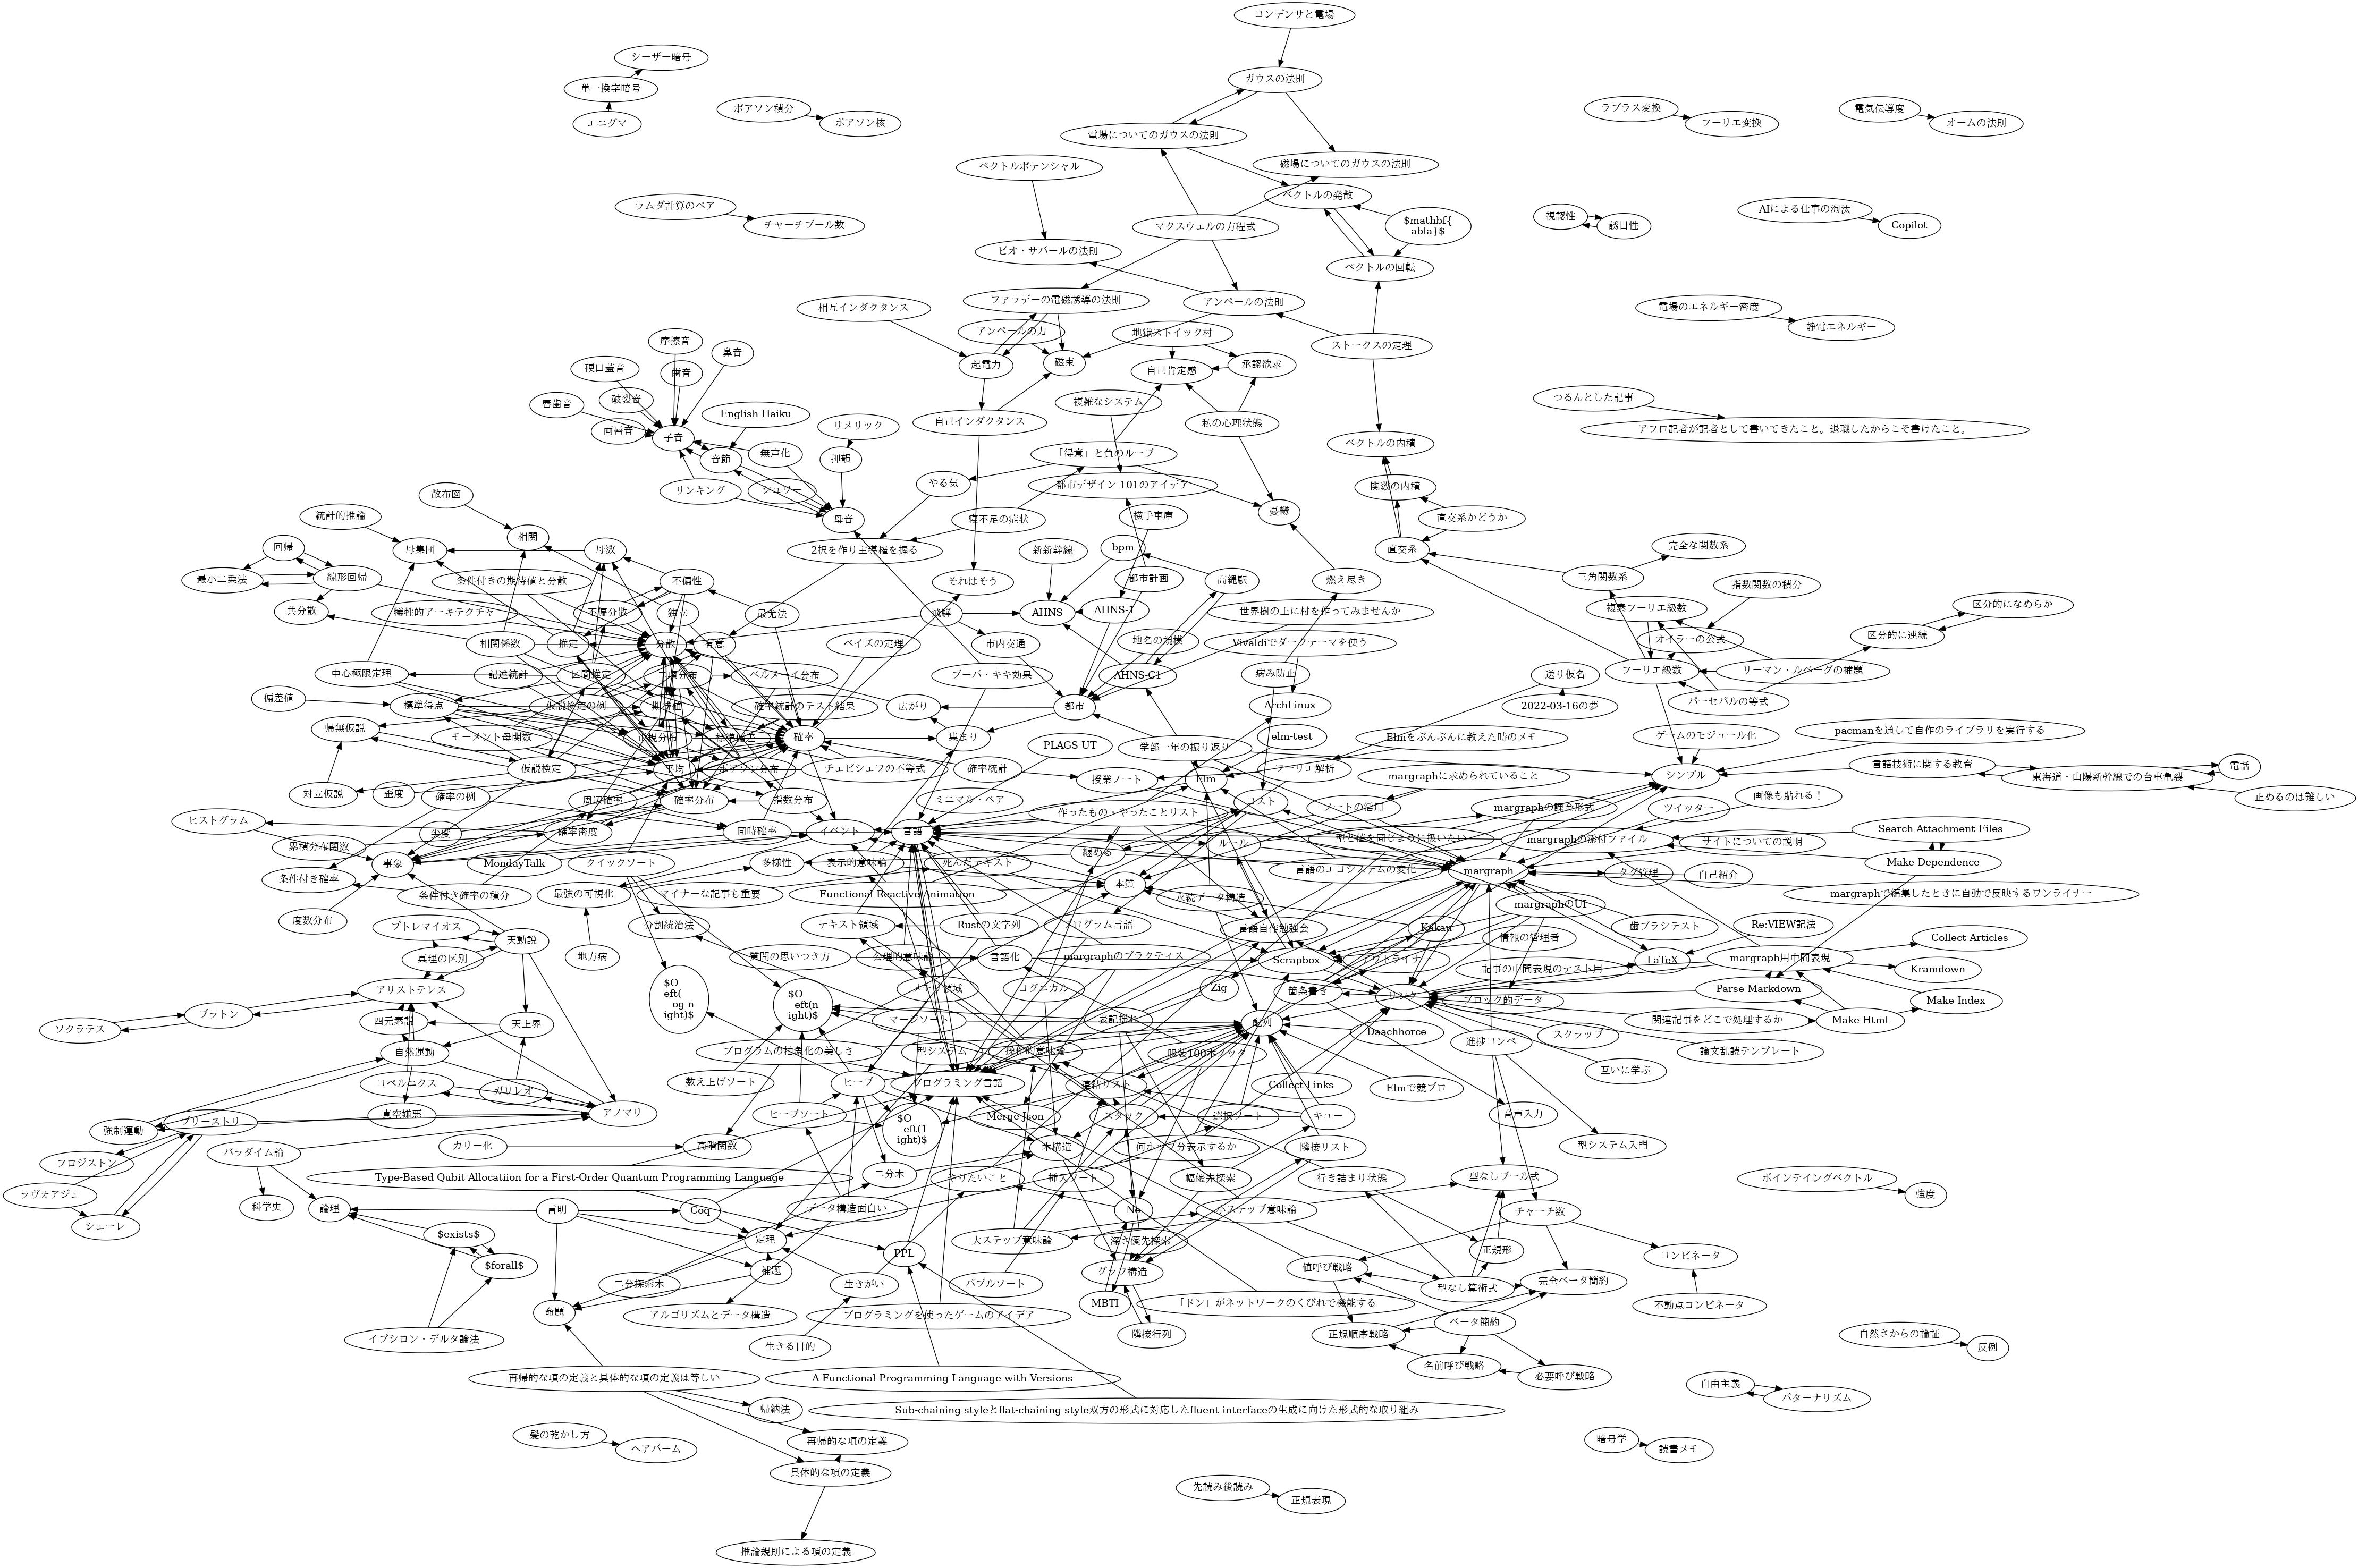 コンデンサと電場
シーザー暗号
ガウスの法則
単一換字暗号
ポアソン積分
ラプラス変換
電気伝導度
エニグマ
ポアソン核
フーリエ変換
オームの法則
電場についてのガウスの法則
ベクトルポテンシャル
磁場についてのガウスの法則
ベクトルの発散
ラムダ計算のペア
チャーチブール数
マクスウェルの方程式
$mathbf{
abla}$
視認性
誘目性
AIによる仕事の淘汰
Copilot
ビオ・サバールの法則
ベクトルの回転
ファラデーの電磁誘導の法則
アンペールの法則
相互インダクタンス
電場のエネルギー密度
静電エネルギー
アンペールの力
地獄ストイック村
摩擦音
鼻音
ストークスの定理
硬口蓋音
歯音
起電力
磁束
自己肯定感
承認欲求
唇歯音
破裂音
English Haiku
複雑なシステム
つるんとした記事
アフロ記者が記者として書いてきたこと。退職したからこそ書けたこと。
両唇音
子音
リメリック
自己インダクタンス
私の心理状態
ベクトルの内積
音節
無声化
押韻
「得意」と負のループ
リンキング
シュワー
やる気
都市デザイン 101のアイデア
関数の内積
散布図
母音
寝不足の症状
横手車庫
憂鬱
直交系かどうか
統計的推論
相関
回帰
母集団
母数
2択を作り主導権を握る
新新幹線
bpm
直交系
完全な関数系
最小二乗法
線形回帰
条件付きの期待値と分散
不偏性
それはそう
都市計画
高縄駅
燃え尽き
三角関数系
指数関数の積分
共分散
犠牲的アーキテクチャ
不偏分散
独立
最尤法
飛騨
AHNS
AHNS-1
世界樹の上に村を作ってみませんか
複素フーリエ級数
区分的になめらか
相関係数
推定
分散
有意
ベイズの定理
市内交通
地名の規模
Vivaldiでダークテーマを使う
オイラーの公式
区分的に連続
中心極限定理
記述統計
区間推定
二項分布
ベルヌーイ分布
ブーバ・キキ効果
AHNS-C1
病み防止
送り仮名
フーリエ級数
リーマン・ルベーグの補題
偏差値
標準得点
仮説検定の例
期待値
確率統計のテスト結果
広がり
都市
ArchLinux
2022-03-16の夢
パーセバルの等式
帰無仮説
モーメント母関数
正規分布
標準偏差
確率
集まり
PLAGS UT
学部一年の振り返り
elm-test
Elmをぶんぶんに教えた時のメモ
ゲームのモジュール化
pacmanを通して自作のライブラリを実行する
仮説検定
平均
ポアソン分布
チェビシェフの不等式
確率統計
授業ノート
Elm
フーリエ解析
margraphに求められていること
シンプル
言語技術に関する教育
東海道・山陽新幹線での台車亀裂
電話
対立仮説
歪度
確率の例
周辺確率
確率分布
指数分布
ミニマル・ペア
作ったもの・やったことリスト
コスト
ノートの活用
margraphの課金形式
ツイッター
画像も貼れる！
止めるのは難しい
ヒストグラム
尖度
確率密度
同時確率
イベント
言語
ルール
型と値を同じように扱いたい
margraphの添付ファイル
サイトについての説明
Search Attachment Files
累積分布関数
事象
MondayTalk
クイックソート
多様性
表示的意味論
死んだテキスト
纏める
言語のエコシステムの変化
margraph
タグ管理
自己紹介
Make Dependence
条件付き確率
条件付き確率の積分
最強の可視化
マイナーな記事も重要
Functional Reactive Animation
本質
永続データ構造
margraphのUI
margraphで編集したときに自動で反映するワンライナー
度数分布
分割統治法
テキスト領域
Rustの文字列
プログラム言語
言語自作勉強会
Kakau
歯ブラシテスト
Re:VIEW記法
プトレマイオス
天動説
地方病
質問の思いつき方
公理的意味論
言語化
margraphのプラクティス
Scrapbox
アウトライナー
情報の管理者
Collect Articles
真理の区別
記事の中間表現のテスト用
LaTeX
margraph用中間表現
Kramdown
アリストテレス
$O
eft(
og n
ight)$
$O
eft(n
ight)$
メモリ領域
コグニカル
Zig
箇条書き
リンク
ブロック的データ
Parse Markdown
Make Index
ソクラテス
プラトン
四元素説
天上界
マージソート
表記揺れ
配列
Daachhorce
関連記事をどこで処理するか
Make Html
自然運動
プログラムの抽象化の美しさ
型システム
操作的意味論
服装100本ノック
進捗コンペ
スクラップ
論文乱読テンプレート
コペルニクス
ガリレオ
数え上げソート
ヒープ
プログラミング言語
連結リスト
Collect Links
Elmで競プロ
互いに学ぶ
強制運動
プリーストリ
真空嫌悪
アノマリ
ヒープソート
$O
eft(1
ight)$
Merge Json
スタック
選択ソート
キュー
音声入力
フロジストン
パラダイム論
カリー化
高階関数
木構造
何ホップ分表示するか
隣接リスト
型システム入門
ラヴォアジェ
Type-Based Qubit Allocatiion for a First-Order Quantum Programming Language
二分木
やりたいこと
挿入ソート
幅優先探索
行き詰まり状態
型なしブール式
ポインティングベクトル
強度
シェーレ
科学史
論理
言明
Coq
データ構造面白い
Ne
小ステップ意味論
チャーチ数
$exists$
定理
大ステップ意味論
深さ優先探索
正規形
コンビネータ
$forall$
二分探索木
補題
PPL
グラフ構造
値呼び戦略
生きがい
バブルソート
型なし算術式
完全ベータ簡約
命題
アルゴリズムとデータ構造
プログラミングを使ったゲームのアイデア
MBTI
「ドン」がネットワークのくびれで機能する
不動点コンビネータ
イプシロン・デルタ論法
生きる目的
隣接行列
正規順序戦略
ベータ簡約
自然さからの論証
反例
再帰的な項の定義と具体的な項の定義は等しい
A Functional Programming Language with Versions
名前呼び戦略
必要呼び戦略
自由主義
パターナリズム
帰納法
Sub-chaining styleとflat-chaining style双方の形式に対応したfluent interfaceの生成に向けた形式的な取り組み
髪の乾かし方
ヘアバーム
再帰的な項の定義
暗号学
読書メモ
具体的な項の定義
先読み後読み
正規表現
推論規則による項の定義